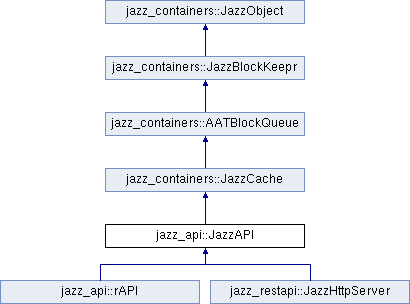 jazz_containers::JazzObject
jazz_containers::JazzBlockKeepr
jazz_containers::AATBlockQueue
jazz_containers::JazzCache
jazz_api::JazzAPI
jazz_api::rAPI
jazz_restapi::JazzHttpServer